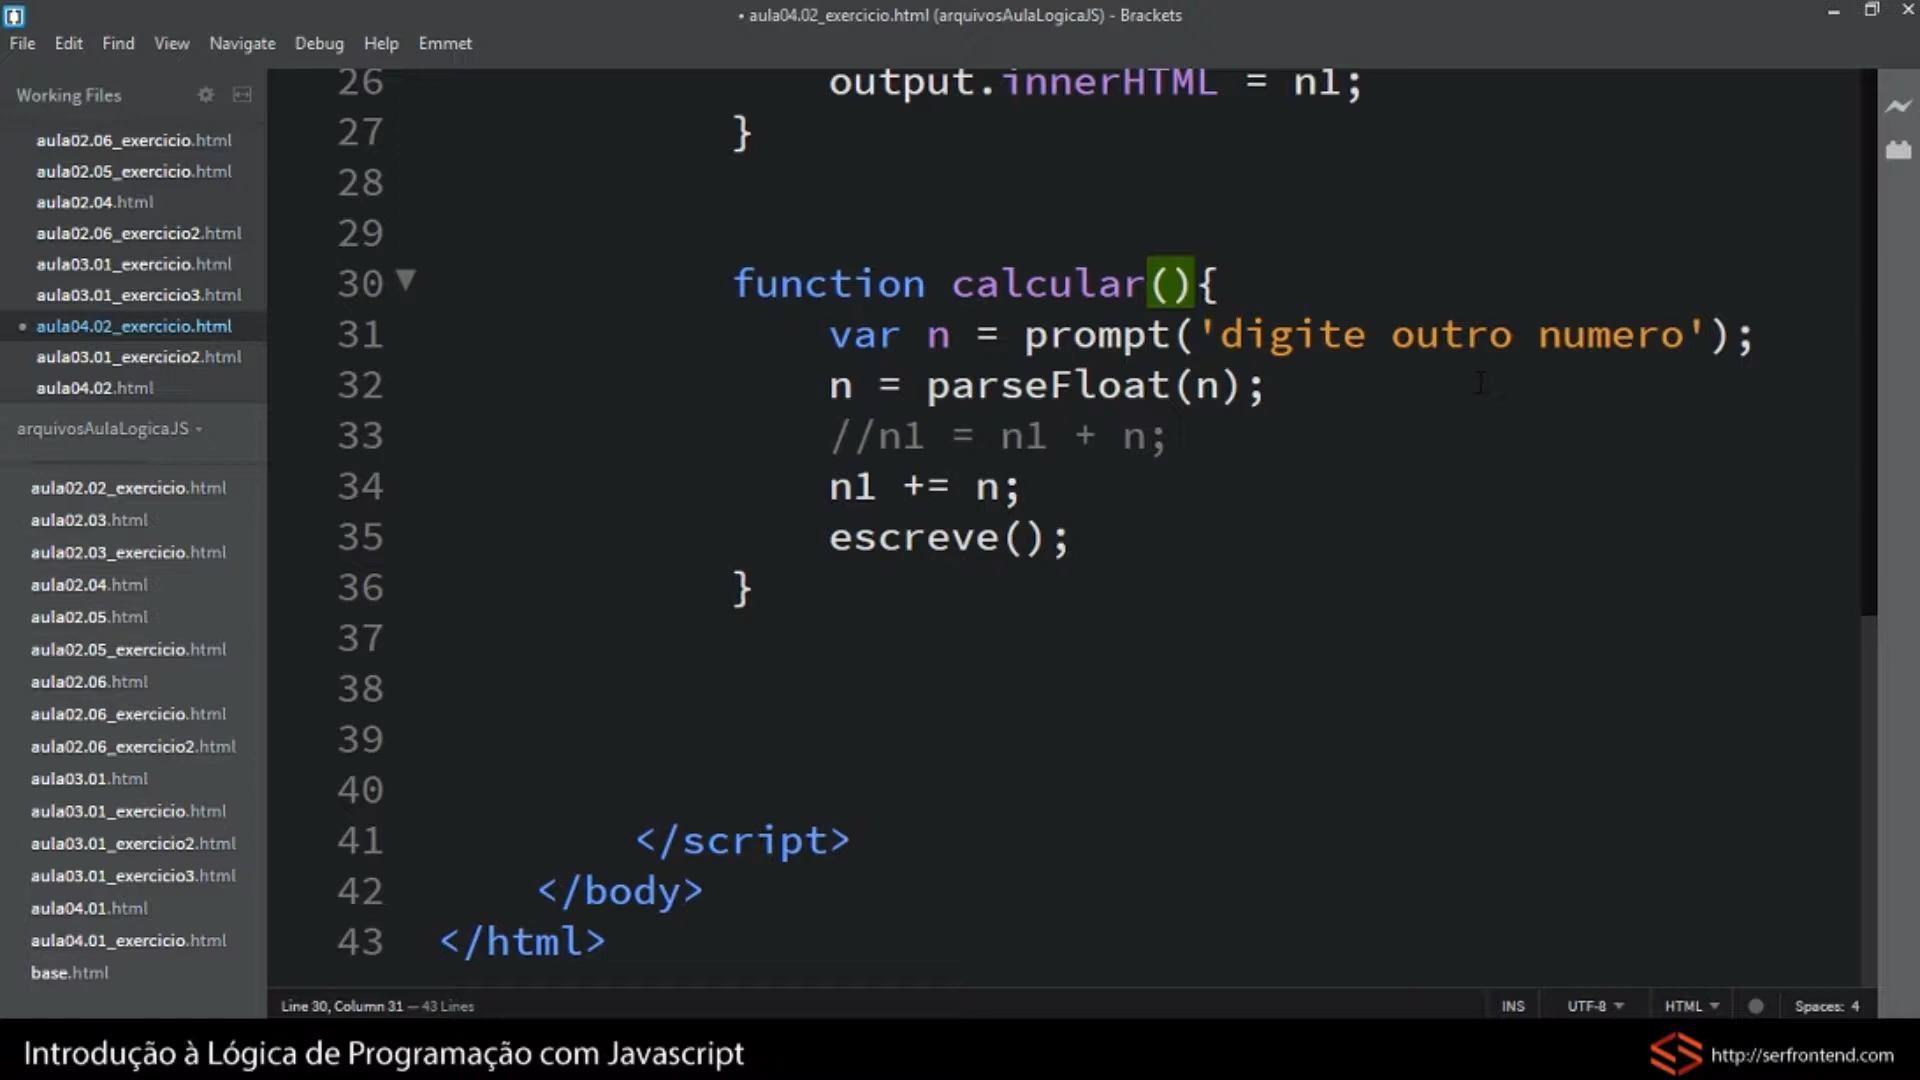 • aula04.02_exercicio.html (arquivosAulaLogicaJS) - Brackets
File Edit Find View Navigate Debug Help Emmet
Working Files
aula02.06_exercicio.html
aula02.05_exercicio.html
aula02.04.html
aula02.06_exercicio2.html
aula03.01_exercicio.html
aula03.01_exercicio3.html
• aula04.02_exercicio.html
aula03.01_exercicio2.html
aula04.02.html
arquivosAulaLogicaJS
aula02.02_exercicio.html
aula02.03.html
aula02.03_exercicio.html
aula02.04.html
aula02.05.html
aula02.05_exercicio.html
aula02.06.html
aula02.06_exercicio.html
aula02.06_exercicio2.html
aula03.01.html
aula03.01_exercicio.html
aula03.01_exercicio2.html
aula03.01_exercicio3.html
aula04.01.html
aula04.01_exercicio.html
base.html
26 output.innerHTML = n1;
27 }
28
29
30 function calcular(){
31 var n = prompt('digite outro numero');
32 n = parseFloat(n);
33 //n1 = n1 + n;
34 n1 += n;
35 escreve();
36 }
37
38
39
40
41 </script>
42 </body>
43 </html>
Line 30, Column 31 — 43 Lines
INS UTF-8 HTML Spaces: 4
Introdução à Lógica de Programação com Javascript
http://serfrontend.com